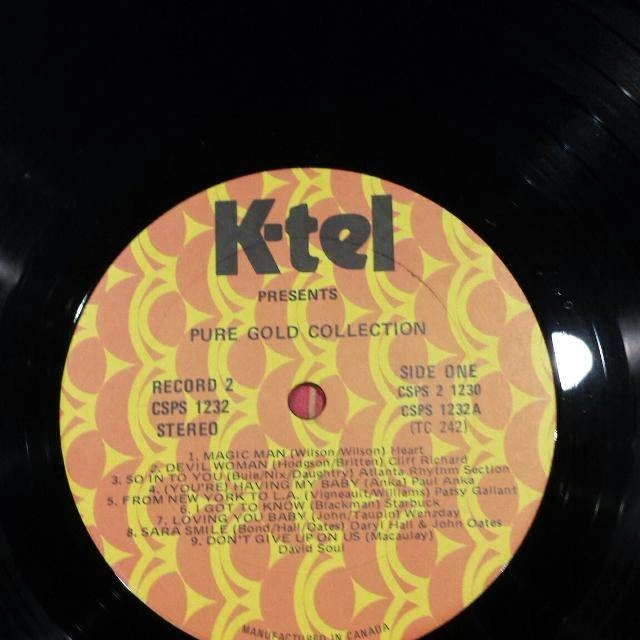 K-tel
PRESENTS
PURE GOLD COLLECTION
RECORD 2
CSPS 1232
STEREO
SIDE ONE
CSPS 2 1230
CSPS 1232A
(TC 242)
1. MAGIC MAN (Wilson/Wilson) Heart
2. DEVIL WOMAN (Hodgson/Britten) Cliff Richard
3. SO IN TO YOU (Buie/Nix/Daughtry) Atlanta Rhythm Section
4. (YOU'RE) HAVING MY BABY (Anka) Paul Anka
5. FROM NEW YORK TO L.A. (Vigneault/Williams) Patsy Gallant
6. I GOT TO KNOW (Blackman) Starbuck
7. LOVING YOU BABY (John/Taupin) Wenzday
8. SARA SMILE (Bond/Hall/Oates) Daryl Hall & John Oates
9. DON'T GIVE UP ON US (Macaulay)
David Soul
MANUFACTURED IN CANADA